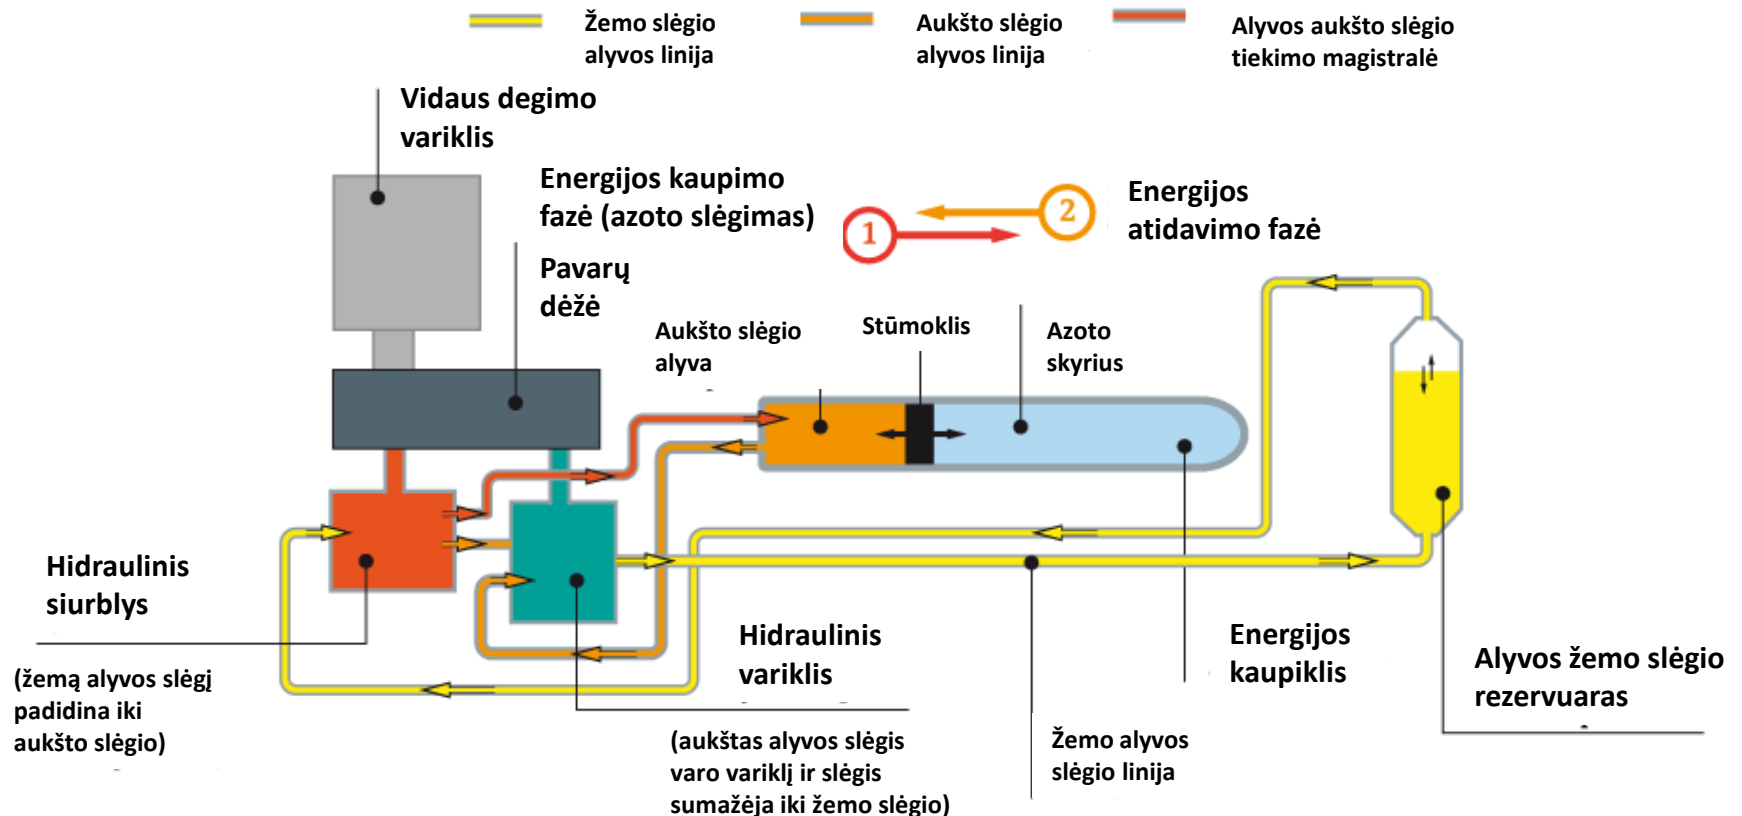 Žemo slėgio
alyvos linija
Aukšto slėgio
alyvos linija
Alyvos aukšto slėgio
tiekimo magistralė
Vidaus degimo
variklis
Energijos kaupimo
fazė (azoto slėgimas)
1
2
Energijos
atidavimo fazė
Pavarų
dėžė
Aukšto slėgio
alyva
Stūmoklis
Azoto
skyrius
Hidraulinis
siurblys
(žemą alyvos slėgį
padidina iki
aukšto slėgio)
Hidraulinis
variklis
(aukštas alyvos slėgis
varo variklį ir slėgis
sumažėja iki žemo slėgio)
Žemo alyvos
slėgio linija
Energijos
kaupiklis
Alyvos žemo slėgio
rezervuaras